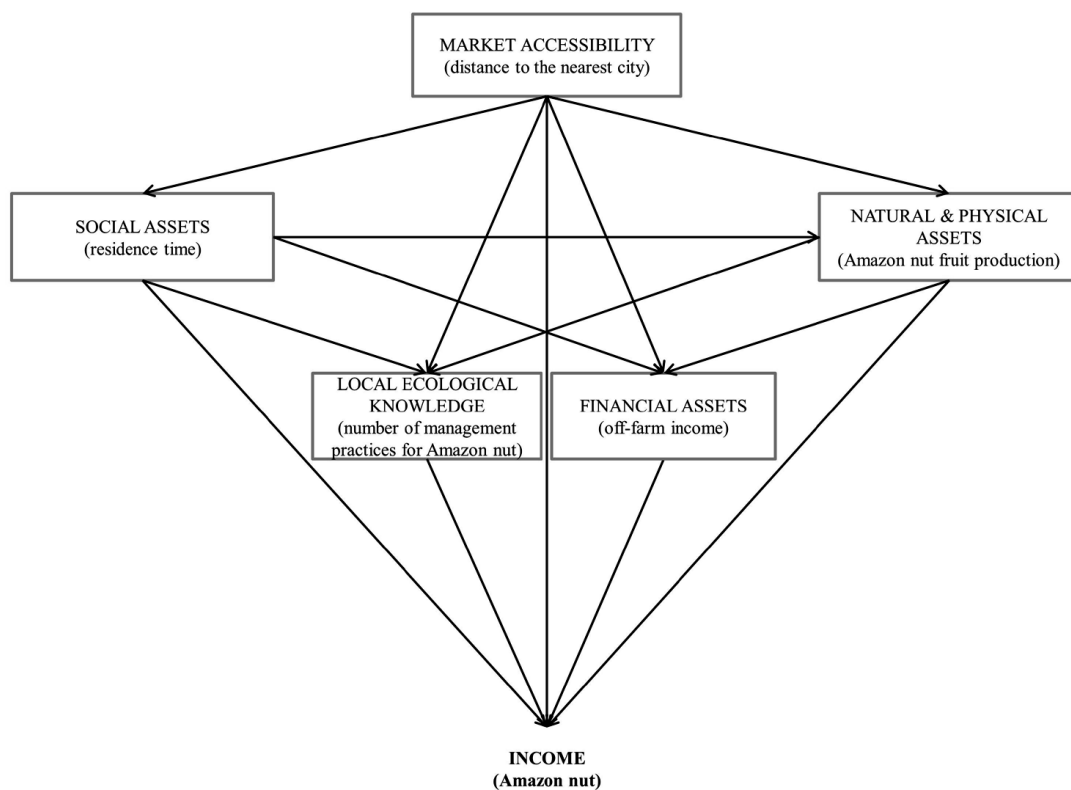 MARKET ACCESSIBILITY
(distance to the nearest city)
SOCIAL ASSETS
(residence time)
NATURAL & PHYSICAL
ASSETS
(Amazon nut fruit production)
LOCAL ECOLOGICAL
KNOWLEDGE
(number of management
practices for Amazon nut)
FINANCIAL ASSETS
(off-farm income)
INCOME
(Amazon nut)